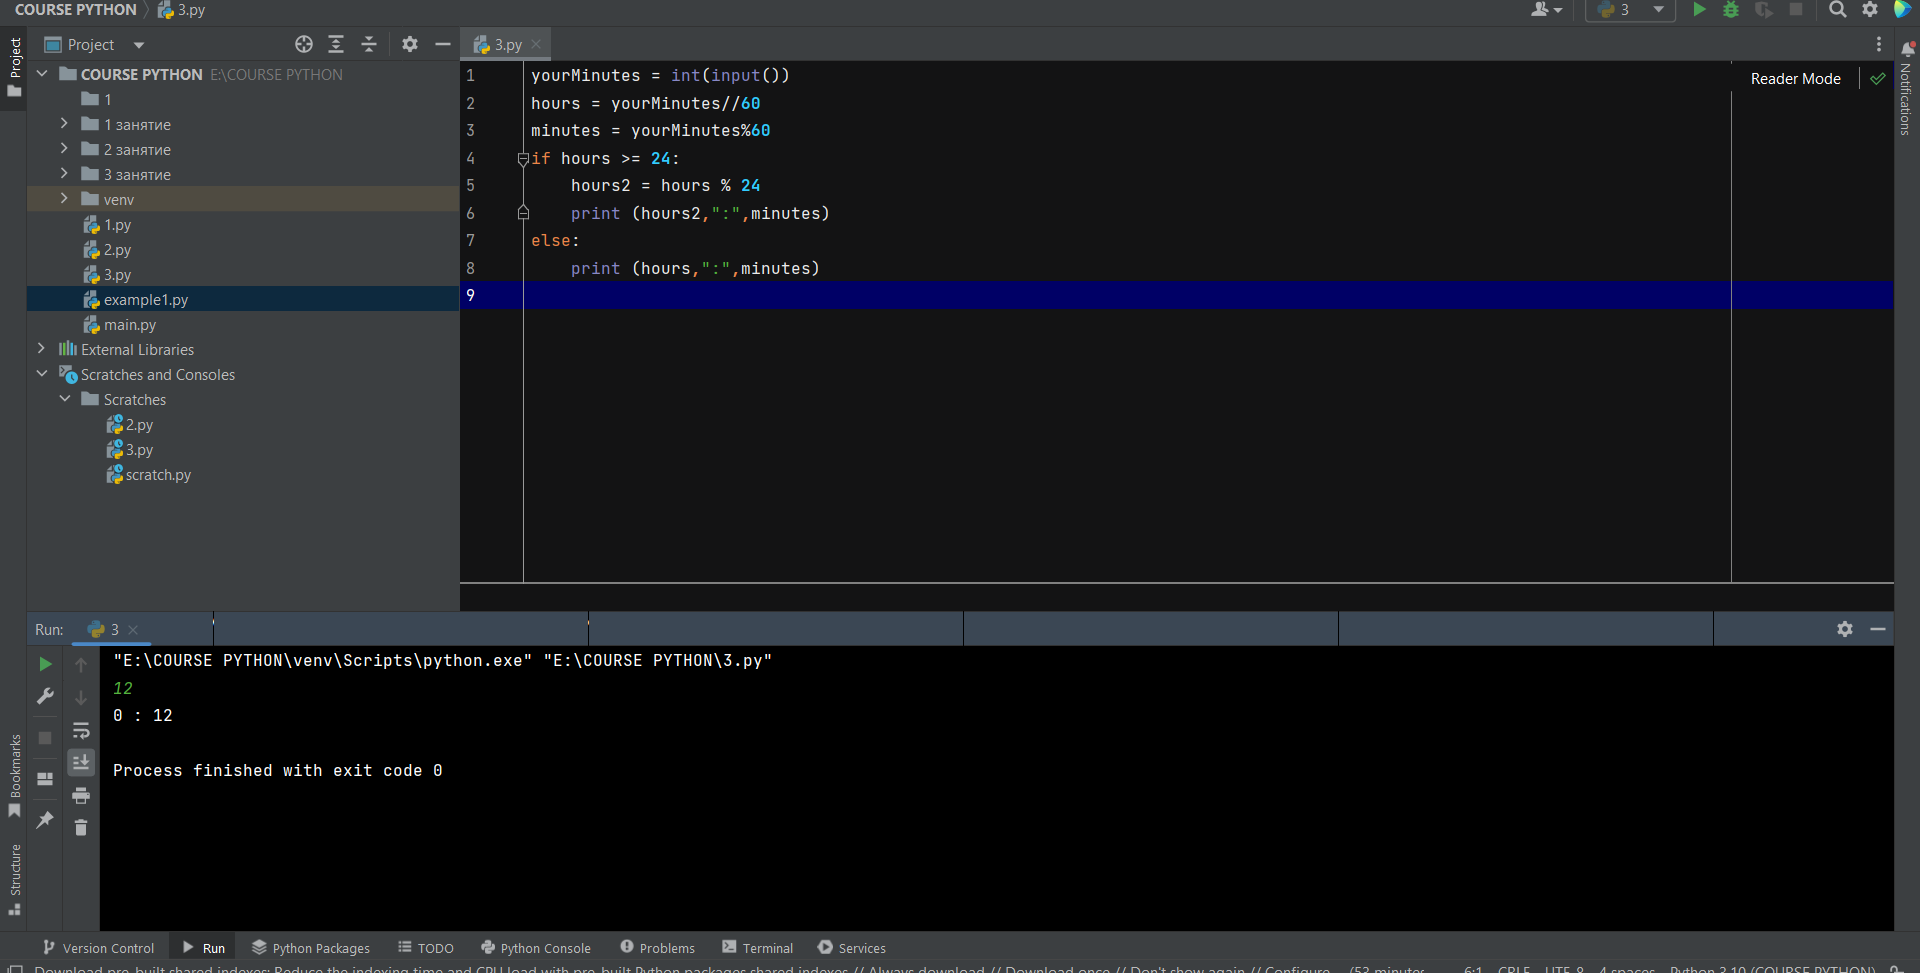 COURSE PYTHON 3.py
3
Project
3.py
Project
COURSE PYTHON E:\COURSE PYTHON
1
1 занятие
2 занятие
3 занятие
venv
1.py
2.py
3.py
example1.py
main.py
External Libraries
Scratches and Consoles
Scratches
2.py
3.py
scratch.py
1 yourMinutes = int(input())
2 hours = yourMinutes//60
3 minutes = yourMinutes%60
4 if hours >= 24:
5     hours2 = hours % 24
6     print (hours2,":",minutes)
7 else:
8     print (hours,":",minutes)
9
Reader Mode
Notifications
Run: 3
"E:\COURSE PYTHON\venv\Scripts\python.exe" "E:\COURSE PYTHON\3.py"
12
0 : 12
Process finished with exit code 0
Bookmarks
Structure
Version Control Run Python Packages TODO Python Console Problems Terminal Services
Download pre-built shared indexes: Reduce the indexing time and CPU load with pre-built Python packages shared indexes // Always download // Download once // Don't show again // Configure... (53 minutes 6:1 CRLF UTF-8 4 spaces Python 3.10 (COURSE PYTHON)